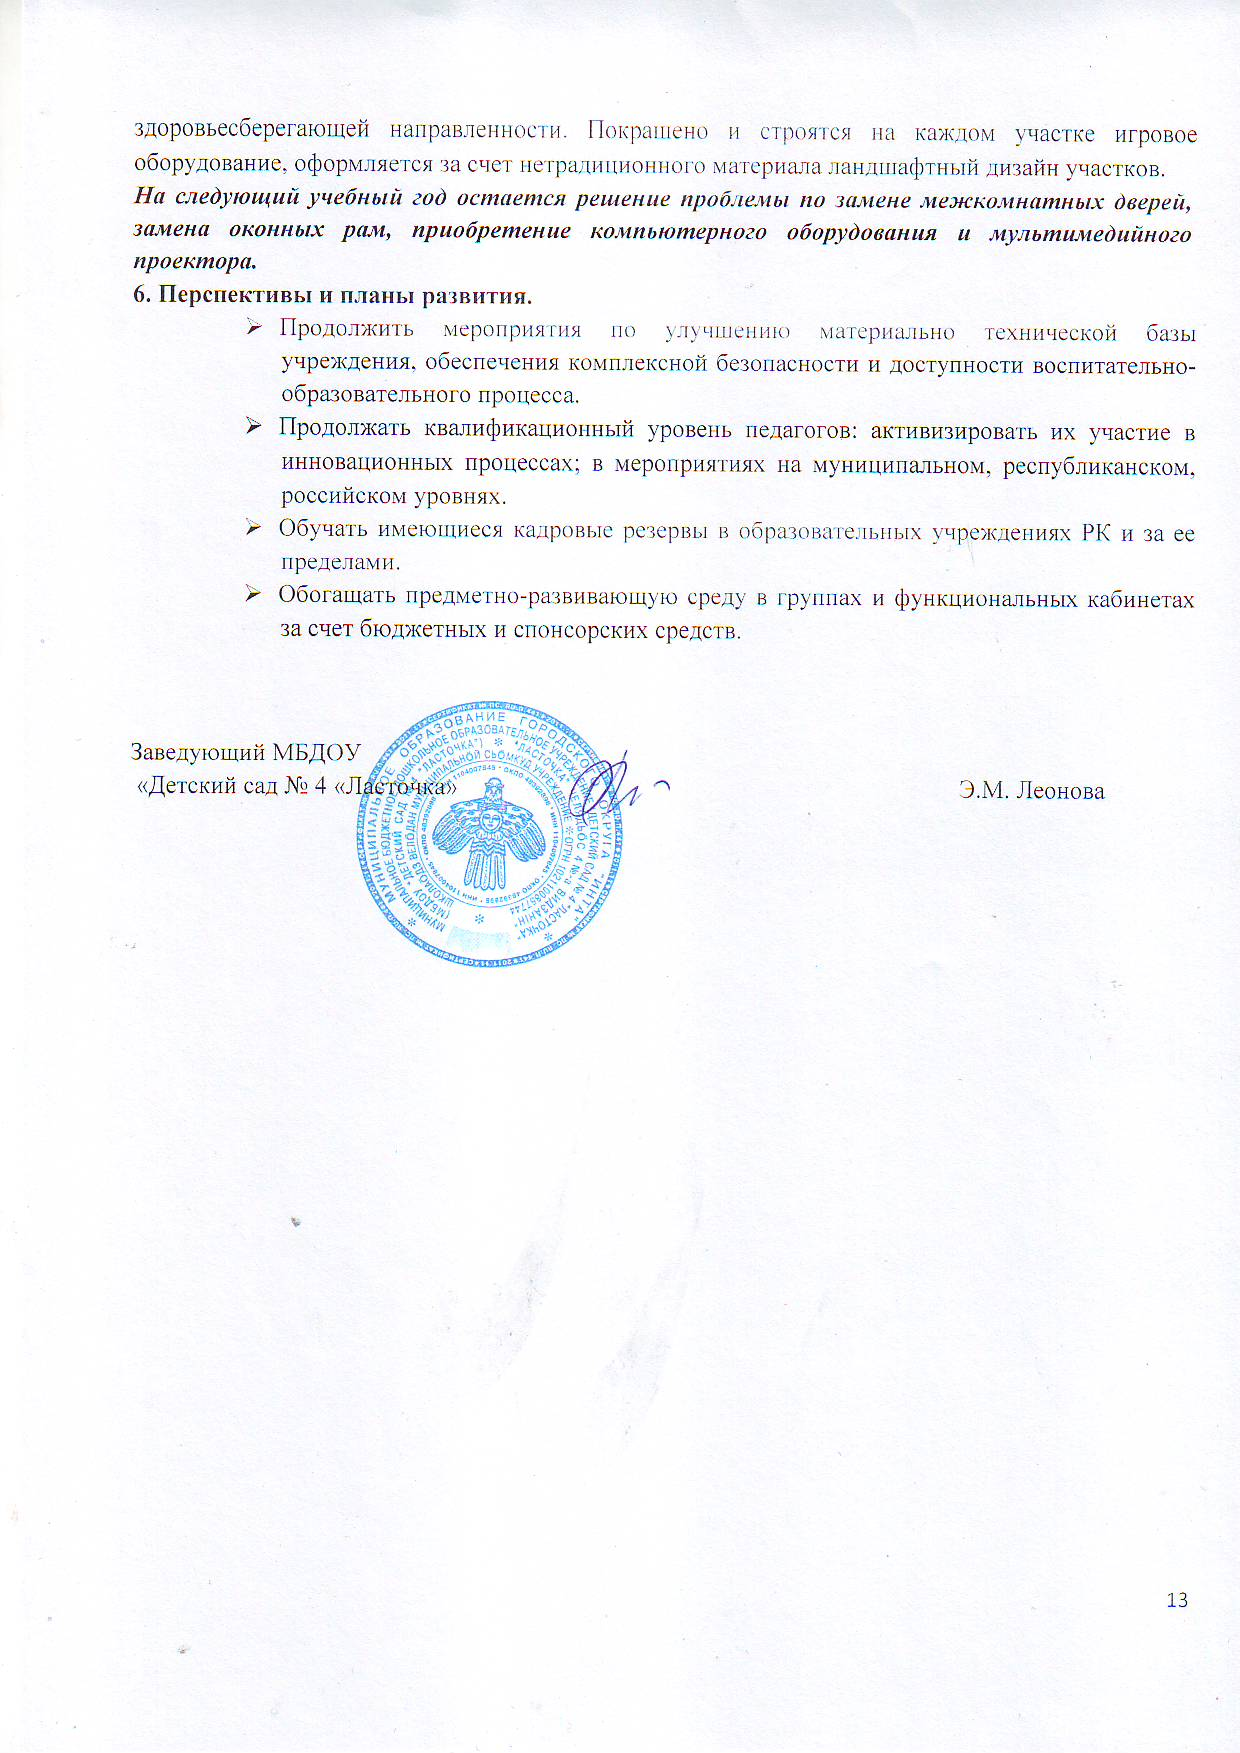 здоровьесберегающей направленности. Покрашено и строятся на каждом участке игровое
оборудование, оформляется за счет нетрадиционного материала ландшафтный дизайн участков.
На следующий учебный год остается решение проблемы по замене межкомнатных дверей,
замена оконных рам, приобретение компьютерного оборудования и мультимедийного
проектора.
6. Перспективы и планы развития.
➢ Продолжить мероприятия по улучшению материально технической базы
учреждения, обеспечения комплексной безопасности и доступности воспитательно-
образовательного процесса.
➢ Продолжать квалификационный уровень педагогов: активизировать их участие в
инновационных процессах; в мероприятиях на муниципальном, республиканском,
российском уровнях.
➢ Обучать имеющиеся кадровые резервы в образовательных учреждениях РК и за ее
пределами.
➢ Обогащать предметно-развивающую среду в группах и функциональных кабинетах
за счет бюджетных и спонсорских средств.
Заведующий МБДОУ
«Детский сад № 4 «Ласточка»
Э.М. Леонова
МУНИЦИПАЛЬНОЕ ОБРАЗОВАНИЕ ГОРОДСКОГО ОКРУГА "ИНТА"
13